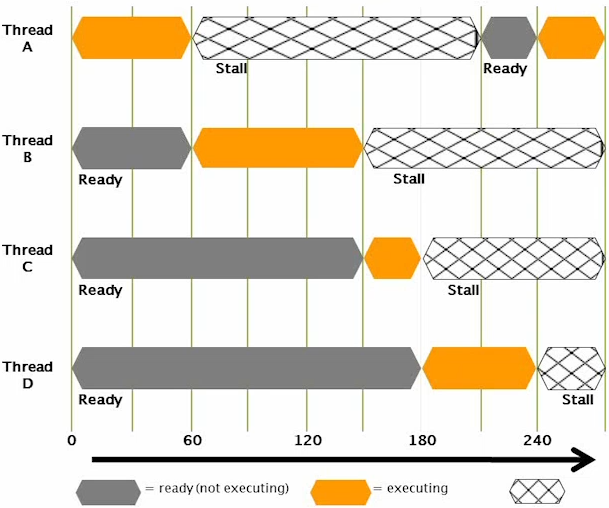 Thread
A
Stall
Ready
Thread
B
Ready
Stall
Thread
C
Ready
Stall
Thread
D
Ready
Stall
0 60 120 180 240
= ready (not executing) = executing